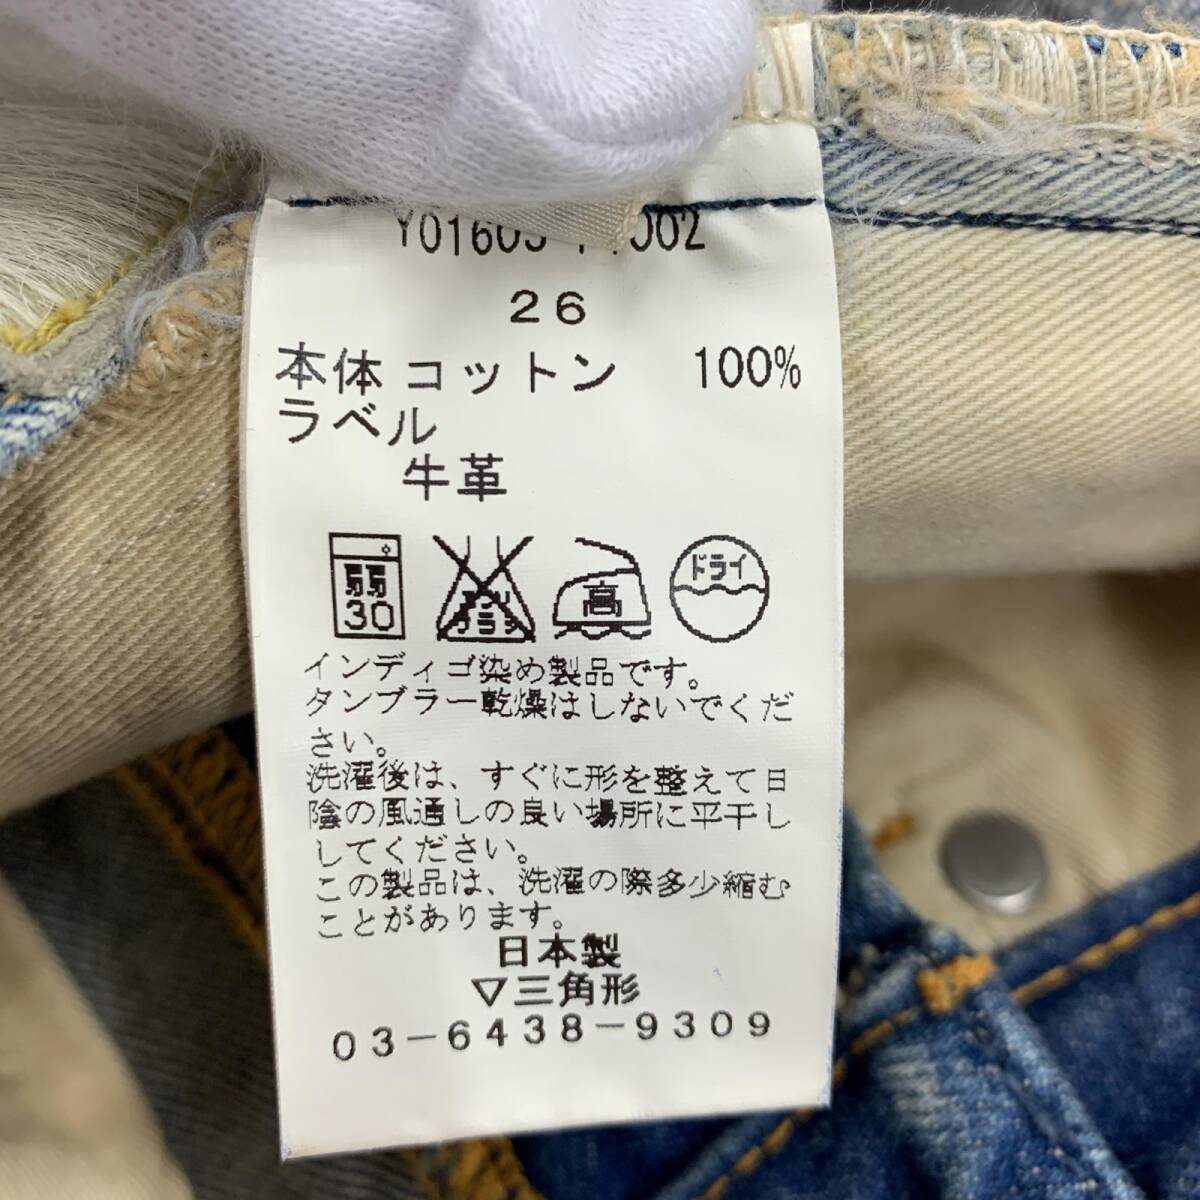 26
本体 コットン 100%
ラベル
牛革
弱
30
高
ドライ
インディゴ染め製品です。
タンブラー乾燥はしないでくだ
さい。
洗濯後は、すぐに形を整えて日
陰の風通しの良い場所に平干し
してください。
この製品は、洗濯の際多少縮む
ことがあります。
日本製
▽三角形
03-6438-9309